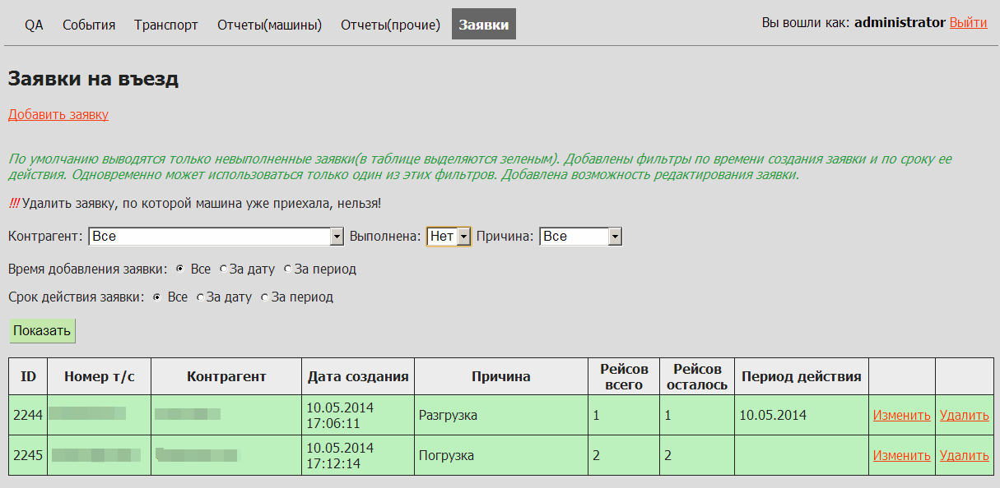 QA События Транспорт Отчеты(машины) Отчеты(прочие) Заявки Вы вошли как: administrator Выйти
Заявки на въезд
Добавить заявку
По умолчанию выводятся только невыполненные заявки(в таблице выделяются зеленым). Добавлены фильтры по времени создания заявки и по сроку ее
действия. Одновременно может использоваться только один из этих фильтров. Добавлена возможность редактирования заявки.
!!! Удалить заявку, по которой машина уже приехала, нельзя!
Контрагент: Все Выполнена: Нет Причина: Все
Время добавления заявки: Все За дату За период
Срок действия заявки: Все За дату За период
Показать
ID Номер т/с Контрагент Дата создания Причина Рейсов всего Рейсов осталось Период действия
2244 10.05.2014 17:06:11 Разгрузка 1 1 10.05.2014 Изменить Удалить
2245 10.05.2014 17:12:14 Погрузка 2 2 Изменить Удалить